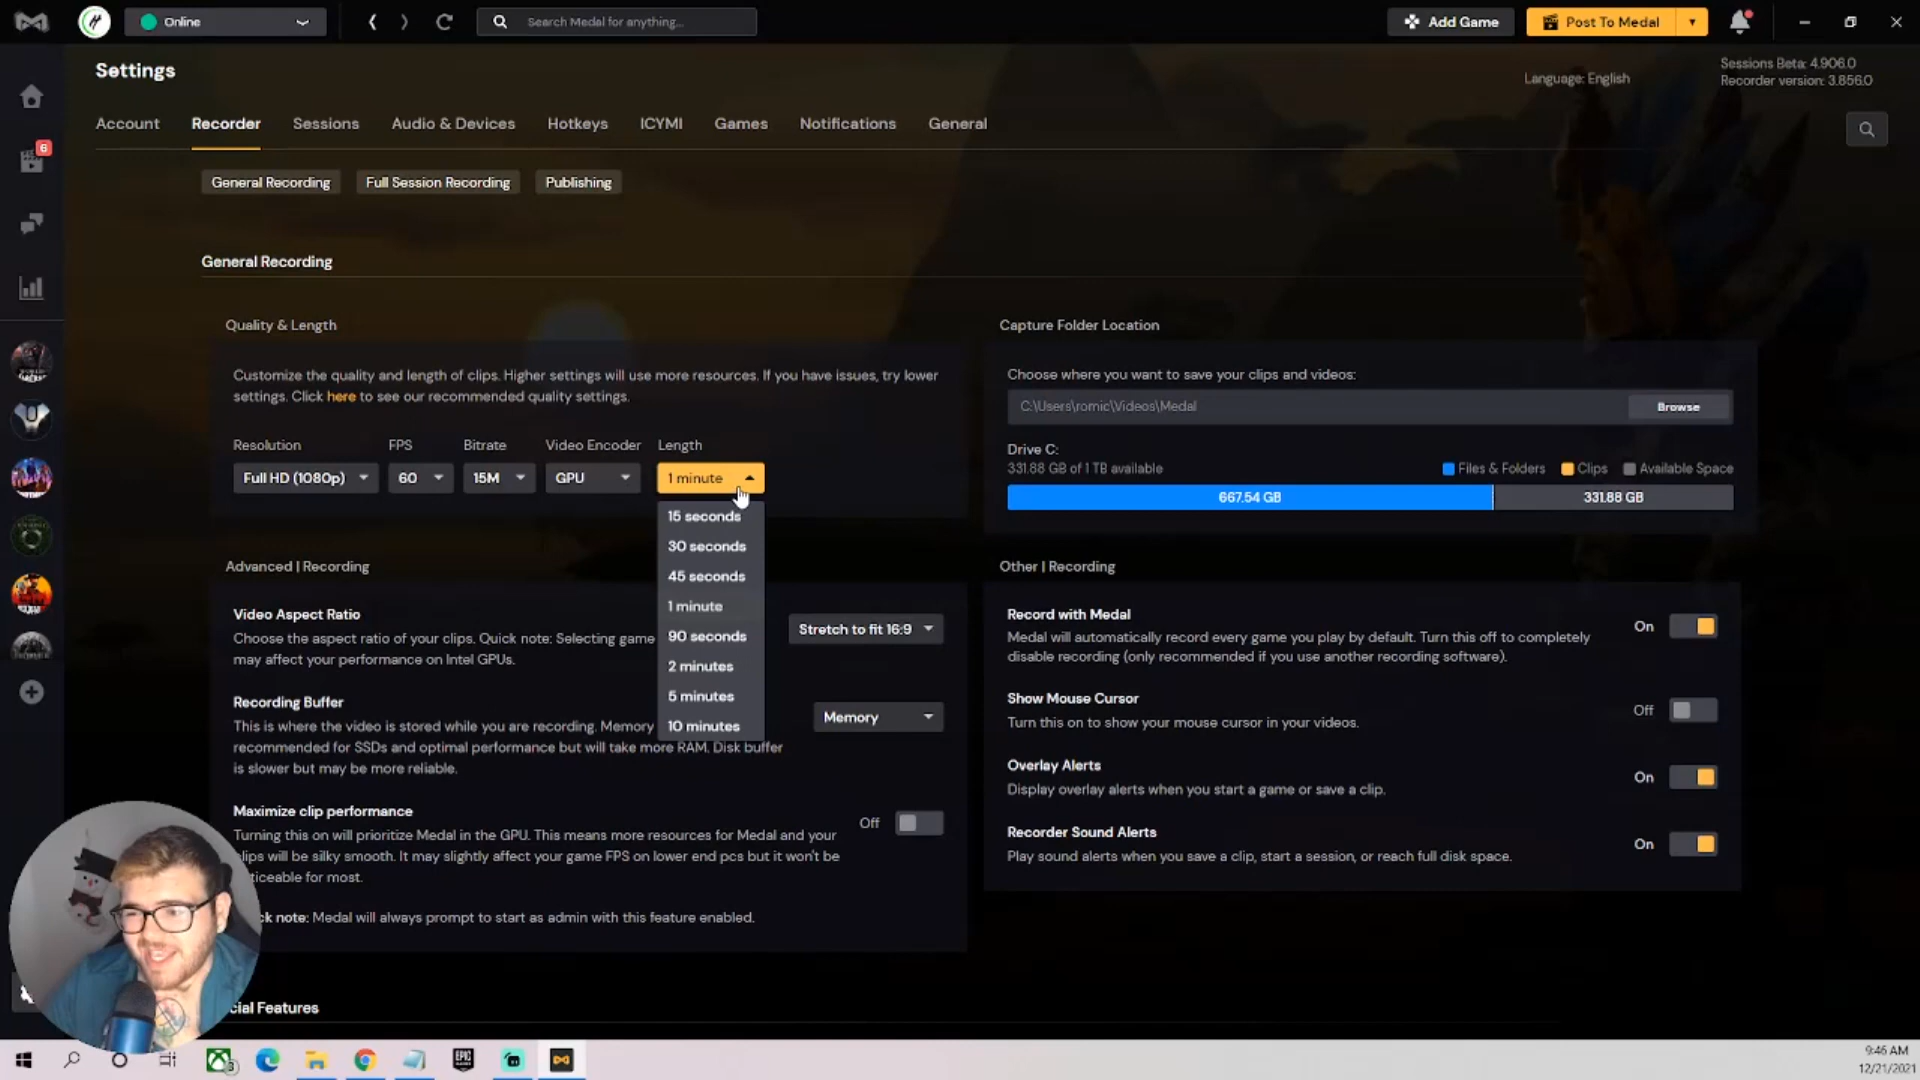 Online
Search Medal for anything...
Add Game
Post To Medal
Settings
Language: English
Sessions Beta: 4.906.0
Recorder version: 3.856.0
Account
Recorder
Sessions
Audio & Devices
Hotkeys
ICYMI
Games
Notifications
General
6
General Recording
Full Session Recording
Publishing
General Recording
Quality & Length
Customize the quality and length of clips. Higher settings will use more resources. If you have issues, try lower
settings. Click here to see our recommended quality settings.
Resolution
FPS
Bitrate
Video Encoder
Length
Full HD (1080p)
60
15M
GPU
1 minute
15 seconds
30 seconds
45 seconds
1 minute
90 seconds
2 minutes
5 minutes
10 minutes
Capture Folder Location
Choose where you want to save your clips and videos:
C:\Users\romic\Videos\Medal
Browse
Drive C:
331.88 GB of 1 TB available
Files & Folders
Clips
Available Space
667.54 GB
331.88 GB
Advanced | Recording
Video Aspect Ratio
Choose the aspect ratio of your clips. Quick note: Selecting game
may affect your performance on Intel GPUs.
Stretch to fit 16:9
Recording Buffer
This is where the video is stored while you are recording. Memory
recommended for SSDs and optimal performance but will take more RAM. Disk buffer
is slower but may be more reliable.
Memory
Maximize clip performance
Turning this on will prioritize Medal in the GPU. This means more resources for Medal and your
clips will be silky smooth. It may slightly affect your game FPS on lower end pcs but it won't be
ticeable for most.
Off
ck note: Medal will always prompt to start as admin with this feature enabled.
Other | Recording
Record with Medal
Medal will automatically record every game you play by default. Turn this off to completely
disable recording (only recommended if you use another recording software).
On
Show Mouse Cursor
Turn this on to show your mouse cursor in your videos.
Off
Overlay Alerts
Display overlay alerts when you start a game or save a clip.
On
Recorder Sound Alerts
Play sound alerts when you save a clip, start a session, or reach full disk space.
On
cial Features
3
EPIC
9:46 AM
12/21/2021